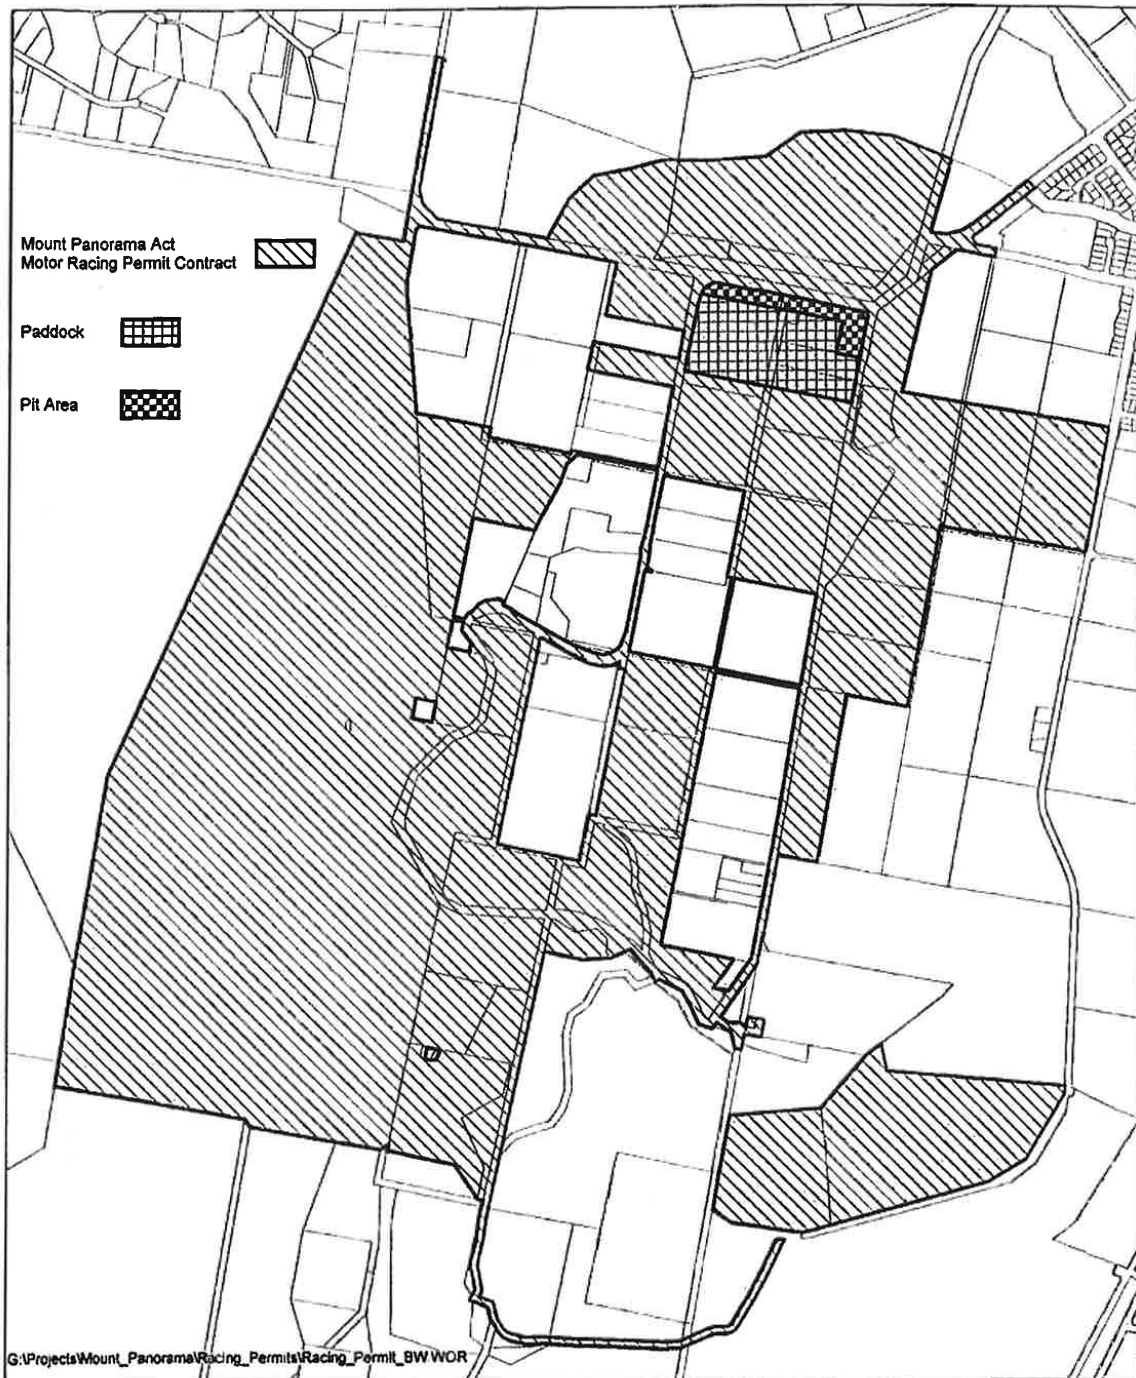 Mount Panorama Act
Motor Racing Permit Contract
Paddock
Pit Area
G:\Projects\Mount_Panorama\Racing_Permits\Racing_Permit_BW.WOR